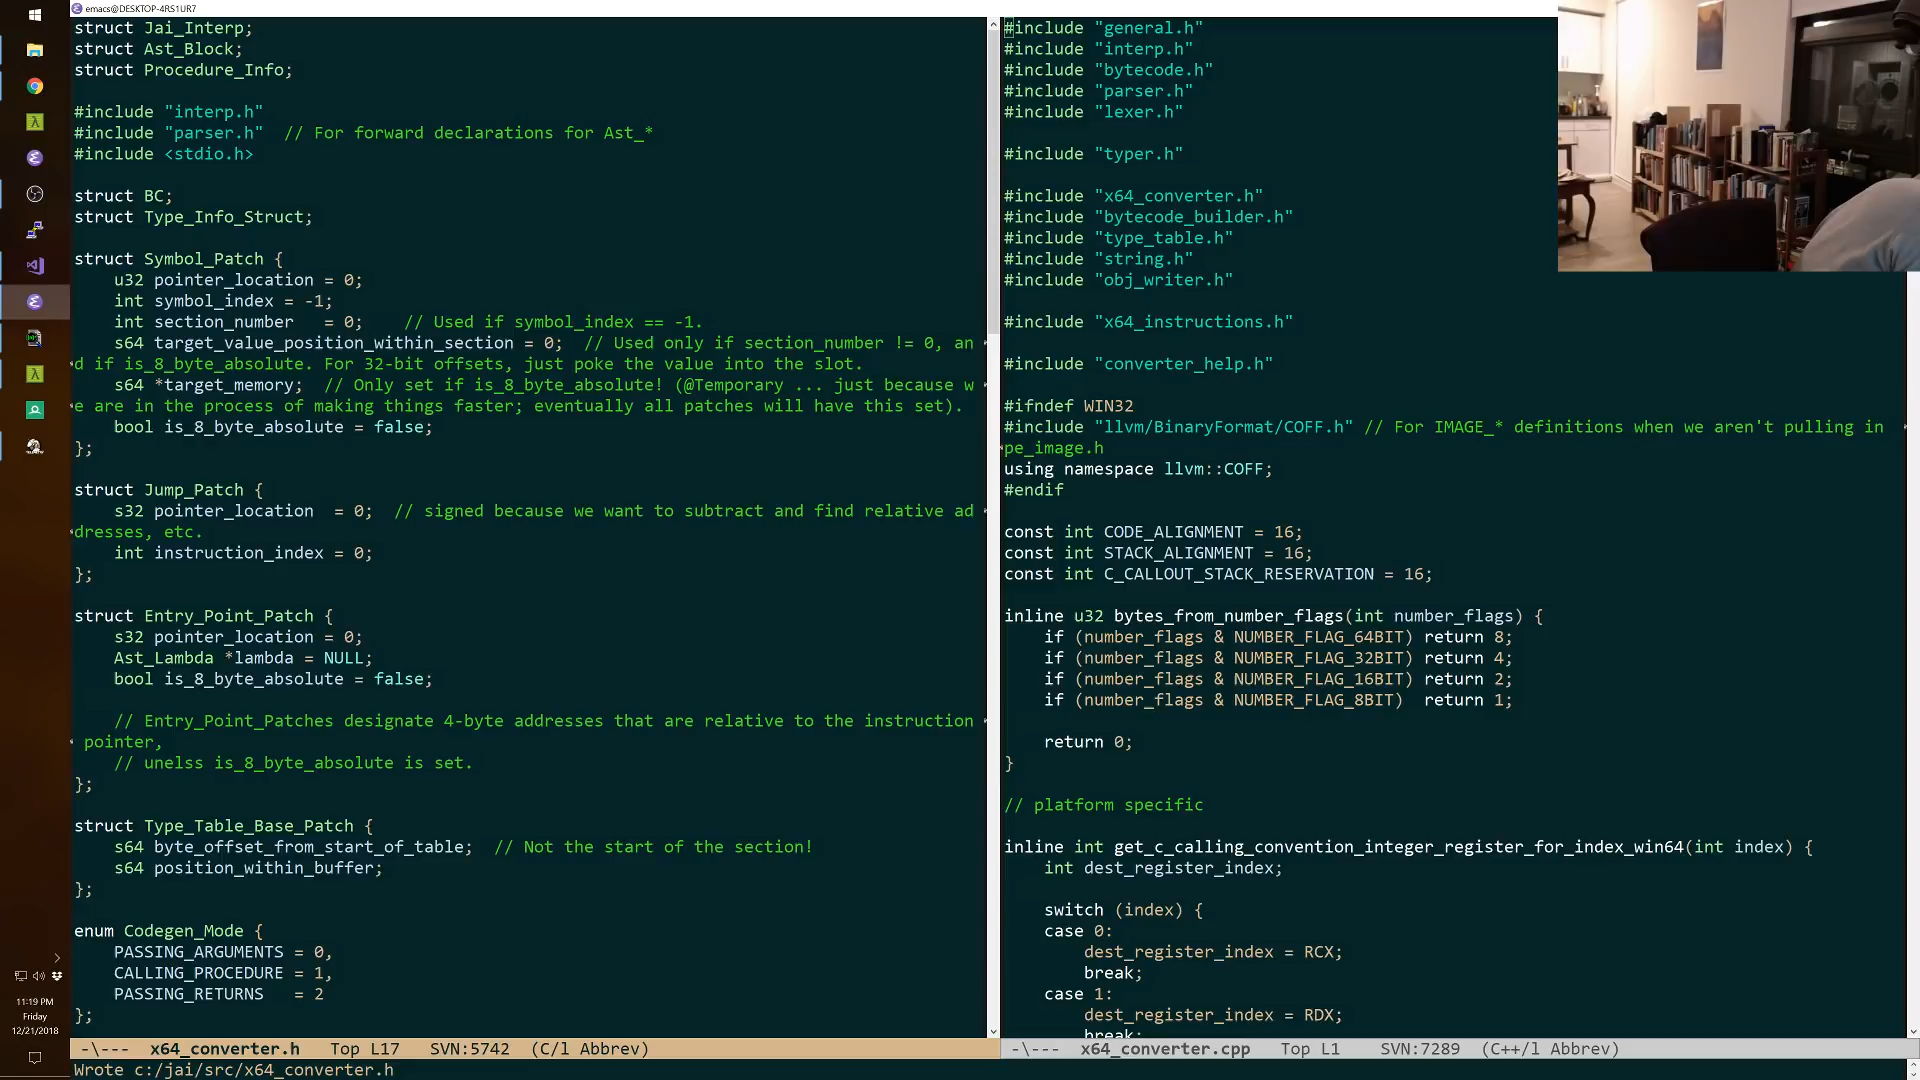 emacs@DESKTOP-4RS1UR7
struct Jai_Interp;
struct Ast_Block;
struct Procedure_Info;
#include "interp.h"
#include "parser.h"  // For forward declarations for Ast_*
#include <stdio.h>
struct BC;
struct Type_Info_Struct;
struct Symbol_Patch {
    u32 pointer_location = 0;
    int symbol_index = -1;
    int section_number   = 0;    // Used if symbol_index == -1.
    s64 target_value_position_within_section = 0;  // Used only if section_number != 0, an
d if is_8_byte_absolute. For 32-bit offsets, just poke the value into the slot.
    s64 *target_memory;  // Only set if is_8_byte_absolute! (@Temporary ... just because w
e are in the process of making things faster; eventually all patches will have this set).
    bool is_8_byte_absolute = false;
};
struct Jump_Patch {
    s32 pointer_location  = 0;  // signed because we want to subtract and find relative ad
dresses, etc.
    int instruction_index = 0;
};
struct Entry_Point_Patch {
    s32 pointer_location = 0;
    Ast_Lambda *lambda = NULL;
    bool is_8_byte_absolute = false;
    // Entry_Point_Patches designate 4-byte addresses that are relative to the instruction
 pointer,
    // unelss is_8_byte_absolute is set.
};
struct Type_Table_Base_Patch {
    s64 byte_offset_from_start_of_table;  // Not the start of the section!
    s64 position_within_buffer;
};
enum Codegen_Mode {
    PASSING_ARGUMENTS = 0,
    CALLING_PROCEDURE = 1,
    PASSING_RETURNS   = 2
};
-\---  x64_converter.h   Top L17   SVN:5742  (C/l Abbrev)
Wrote c:/jai/src/x64_converter.h
#include "general.h"
#include "interp.h"
#include "bytecode.h"
#include "parser.h"
#include "lexer.h"
#include "typer.h"
#include "x64_converter.h"
#include "bytecode_builder.h"
#include "type_table.h"
#include "string.h"
#include "obj_writer.h"
#include "x64_instructions.h"
#include "converter_help.h"
#ifndef WIN32
#include "llvm/BinaryFormat/COFF.h" // For IMAGE_* definitions when we aren't pulling in
pe_image.h
using namespace llvm::COFF;
#endif
const int CODE_ALIGNMENT = 16;
const int STACK_ALIGNMENT = 16;
const int C_CALLOUT_STACK_RESERVATION = 16;
inline u32 bytes_from_number_flags(int number_flags) {
    if (number_flags & NUMBER_FLAG_64BIT) return 8;
    if (number_flags & NUMBER_FLAG_32BIT) return 4;
    if (number_flags & NUMBER_FLAG_16BIT) return 2;
    if (number_flags & NUMBER_FLAG_8BIT)  return 1;
    return 0;
}
// platform specific
inline int get_c_calling_convention_integer_register_for_index_win64(int index) {
    int dest_register_index;
    switch (index) {
    case 0:
        dest_register_index = RCX;
        break;
    case 1:
        dest_register_index = RDX;
        break;
-\---  x64_converter.cpp   Top L1    SVN:7289  (C++/l Abbrev)
11:19 PM
Friday
12/21/2018